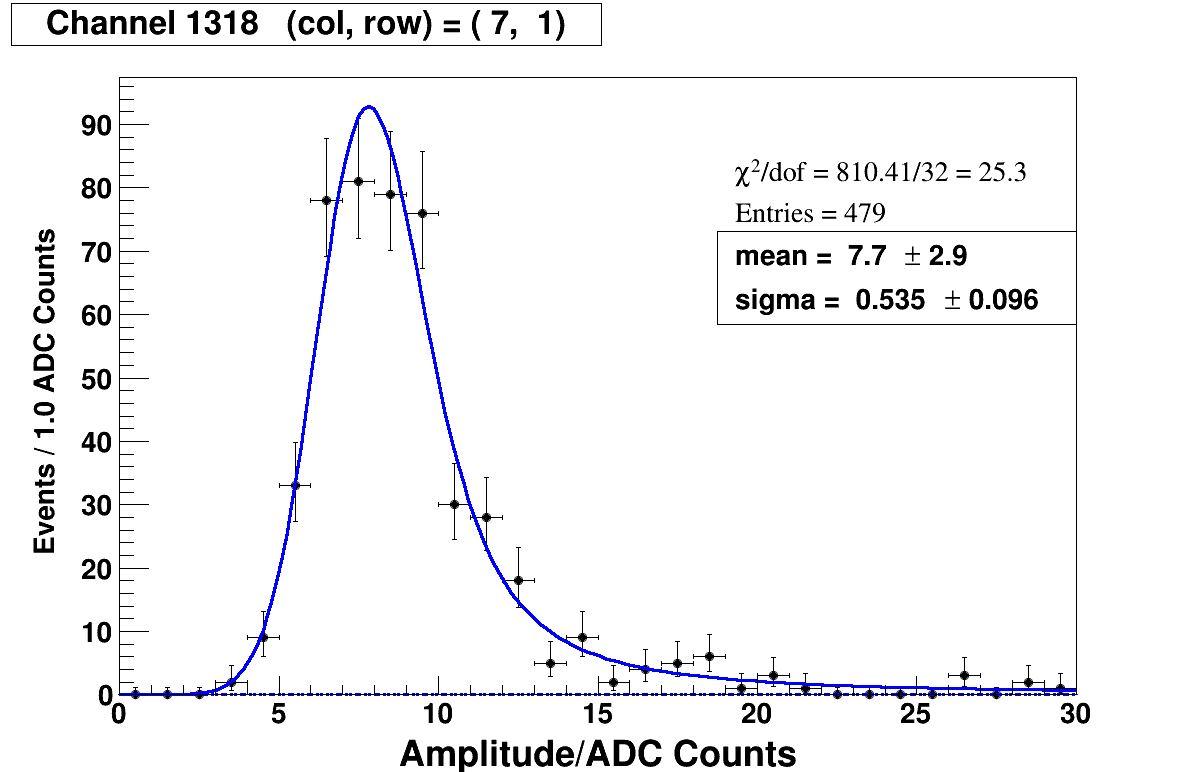 Channel 1318 (col, row) = ( 7, 1)
90
80
70
60
50
40
30
20
10
0
Events / 1.0 ADC Counts
χ²/dof = 810.41/32 = 25.3
Entries = 479
mean = 7.7 ± 2.9
sigma = 0.535 ± 0.096
0 5 10 15 20 25 30
Amplitude/ADC Counts